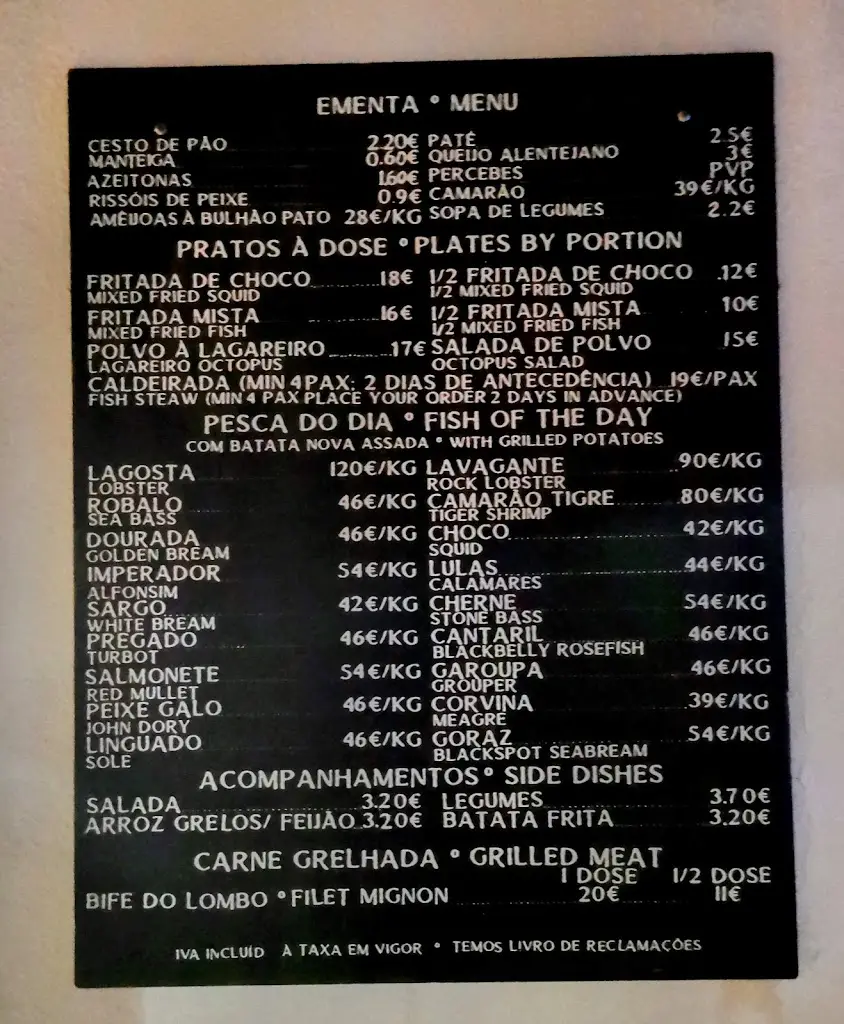 EMENTA ° MENU
CESTO DE PÃO 2.20€ PATÉ 2.5€
MANTEIGA 0.60€ QUEIJO ALENTEJANO 3€
AZEITONAS 1.60€ PERCEBES PVP
RISSÓIS DE PEIXE 0.9€ CAMARÃO 39€/KG
AMÊIJOAS À BULHÃO PATO 28€/KG SOPA DE LEGUMES 2.2€
PRATOS À DOSE ° PLATES BY PORTION
FRITADA DE CHOCO 18€ 1/2 FRITADA DE CHOCO 12€
MIXED FRIED SQUID 1/2 MIXED FRIED SQUID
FRITADA MISTA 16€ 1/2 FRITADA MISTA 10€
MIXED FRIED FISH 1/2 MIXED FRIED FISH
POLVO À LAGAREIRO 17€ SALADA DE POLVO 15€
LAGAREIRO OCTOPUS OCTOPUS SALAD
CALDEIRADA (MIN 4 PAX; 2 DIAS DE ANTECEDÊNCIA) 19€/PAX
FISH STEAW (MIN 4 PAX PLACE YOUR ORDER 2 DAYS IN ADVANCE)
PESCA DO DIA ° FISH OF THE DAY
COM BATATA NOVA ASSADA ° WITH GRILLED POTATOES
LAGOSTA 120€/KG LAVAGANTE 90€/KG
LOBSTER ROCK LOBSTER
ROBALO 46€/KG CAMARÃO TIGRE 80€/KG
SEA BASS TIGER SHRIMP
DOURADA 46€/KG CHOCO 42€/KG
GOLDEN BREAM SQUID
IMPERADOR 54€/KG LULAS 44€/KG
ALFONSIM CALAMARES
SARGO 42€/KG CHERNE 54€/KG
WHITE BREAM STONE BASS
PREGADO 46€/KG CANTARIL 46€/KG
TURBOT BLACKBELLY ROSEFISH
SALMONETE 54€/KG GAROUPA 46€/KG
RED MULLET GROUPER
PEIXE GALO 46€/KG CORVINA 39€/KG
JOHN DORY MEAGRE
LINGUADO 46€/KG GORAZ 54€/KG
SOLE BLACKSPOT SEABREAM
ACOMPANHAMENTOS ° SIDE DISHES
SALADA 3.20€ LEGUMES 3.70€
ARROZ GRELOS/ FEIJÃO 3.20€ BATATA FRITA 3.20€
CARNE GRELHADA ° GRILLED MEAT
1 DOSE 1/2 DOSE
BIFE DO LOMBO ° FILET MIGNON 20€ 11€
IVA INCLUÍD À TAXA EM VIGOR ° TEMOS LIVRO DE RECLAMAÇÕES